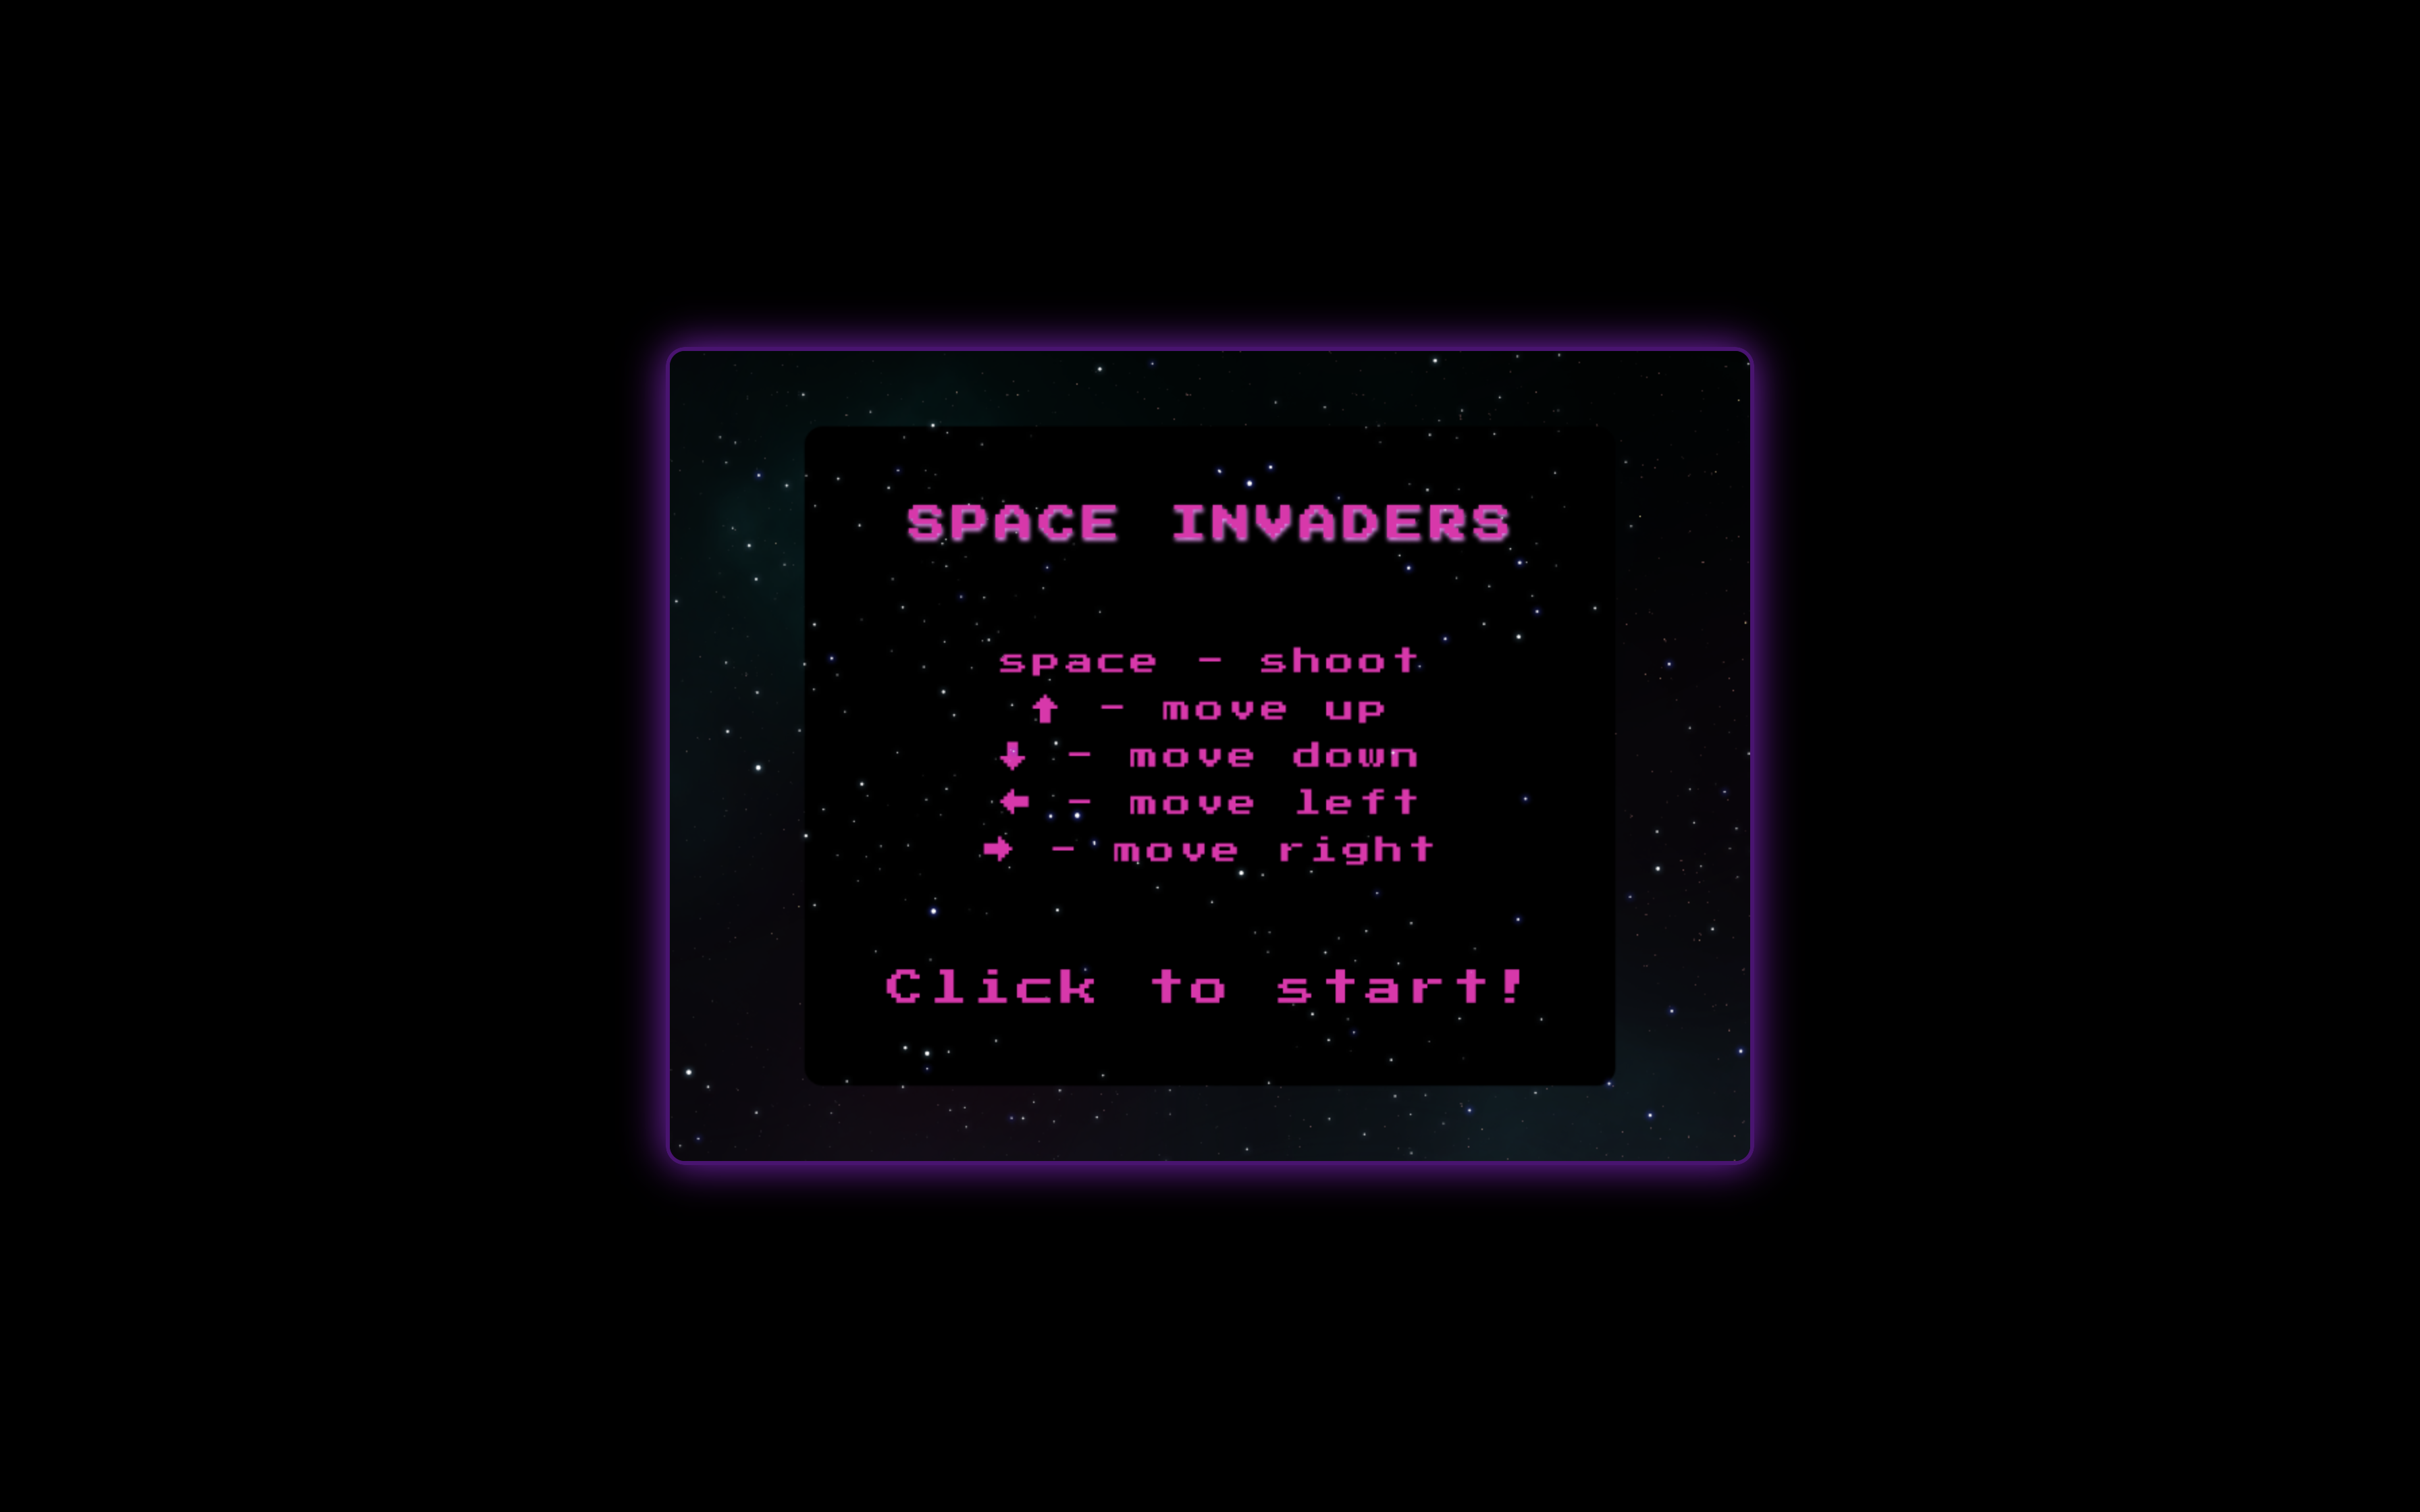 SPACE INVADERS
space - shoot
↑ - move up
↓ - move down
← - move left
→ - move right
Click to start!